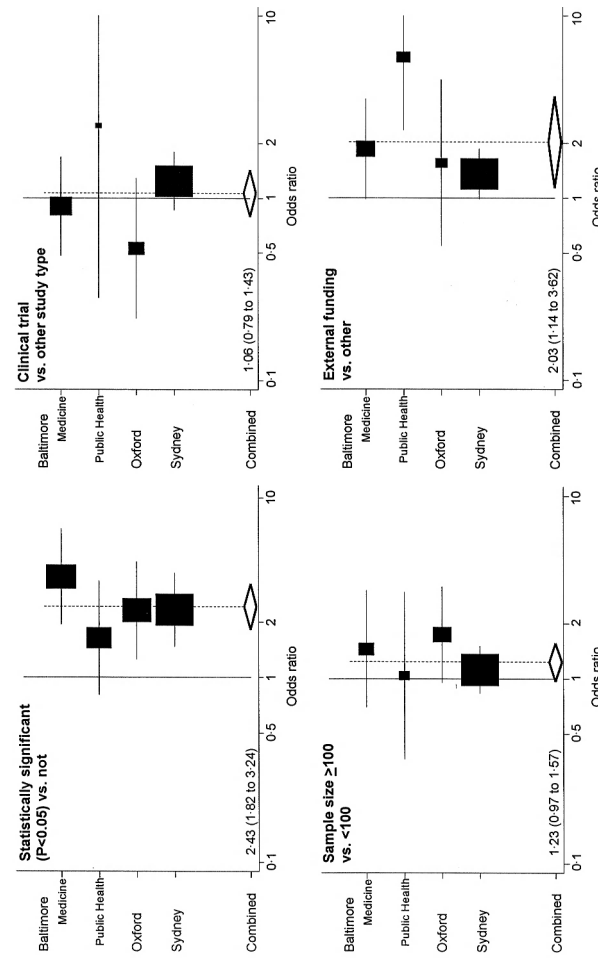 Statistically significant
(P<0.05) vs. not
Baltimore
Medicine
Public Health
Oxford
Sydney
Combined
2·43 (1·82 to 3·24)
0·1
0·5
1
2
10
Odds ratio
Clinical trial
vs. other study type
Baltimore
Medicine
Public Health
Oxford
Sydney
Combined
1·06 (0·79 to 1·43)
0·1
0·5
1
2
10
Odds ratio
Sample size ≥100
vs. <100
Baltimore
Medicine
Public Health
Oxford
Sydney
Combined
1·23 (0·97 to 1·57)
0·1
0·5
1
2
10
Odds ratio
External funding
vs. other
Baltimore
Medicine
Public Health
Oxford
Sydney
Combined
2·03 (1·14 to 3·62)
0·1
0·5
1
2
10
Odds ratio